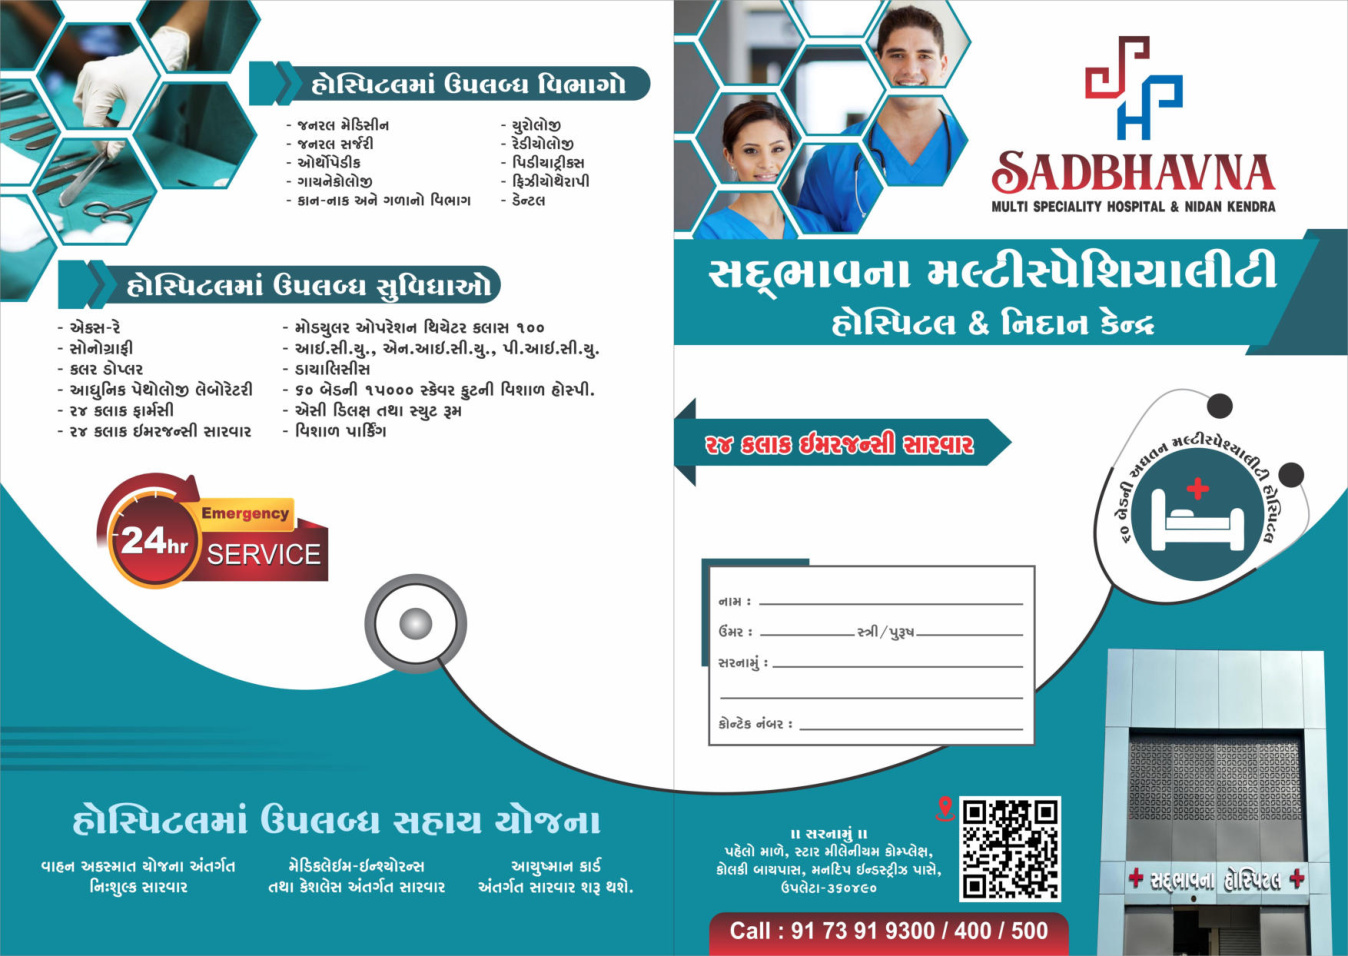 હોસ્પિટલમાં ઉપલબ્ધ વિભાગો
- જનરલ મેડિસીન
- જનરલ સર્જરી
- ઓર્થોપેડીક
- ગાયનેકોલોજી
- કાન-નાક અને ગળાનો વિભાગ
- યુરોલોજી
- રેડીયોલોજી
- પિડીયાટ્રીક્સ
- ફિઝીયોથેરાપી
- ડેન્ટલ
હોસ્પિટલમાં ઉપલબ્ધ સુવિધાઓ
- એક્સ-રે
- સોનોગ્રાફી
- કલર ડોપ્લર
- આધુનિક પેથોલોજી લેબોરેટરી
- ૨૪ કલાક ફાર્મસી
- ૨૪ કલાક ઇમરજન્સી સારવાર
- મોડયુલર ઓપરેશન થિયેટર કલાસ ૧૦૦
- આઇ.સી.યુ., એન.આઇ.સી.યુ., પી.આઇ.સી.યુ.
- ડાયાલિસીસ
- ૬૦ બેડની ૧૫૦૦૦ સ્કેવર ફુટની વિશાળ હોસ્પી.
- એસી ડિલક્ષ તથા સ્યુટ રૂમ
- વિશાળ પાર્કિંગ
24hr
Emergency
SERVICE
હોસ્પિટલમાં ઉપલબ્ધ સહાય યોજના
વાહન અકસ્માત યોજના અંતર્ગત
નિઃશુલ્ક સારવાર
મેડિકલેઇમ-ઇન્શ્યોરન્સ
તથા કેશલેસ અંતર્ગત સારવાર
આયુષ્માન કાર્ડ
અંતર્ગત સારવાર શરૂ થશે.
SADBHAVNA
MULTI SPECIALITY HOSPITAL & NIDAN KENDRA
સદ્ભાવના મલ્ટીસ્પેશિયાલીટી
હોસ્પિટલ & નિદાન કેન્દ્ર
૨૪ કલાક ઇમરજન્સી સારવાર
૬૦ બેડની અદ્યતન મલ્ટીસ્પેશ્યાલીટી હોસ્પિટલ
નામ :
ઉંમર : સ્ત્રી/પુરૂષ
સરનામું :
કોન્ટેક નંબર :
॥ સરનામું ॥
પહેલો માળે, સ્ટાર મીલેનીયમ કોમ્પ્લેક્ષ,
કોલકી બાયપાસ, મનદિપ ઇન્ડસ્ટ્રીઝ પાસે,
ઉપલેટા-૩૬૦૪૯૦
Call : 91 73 91 9300 / 400 / 500
સદ્ભાવના હોસ્પિટલ